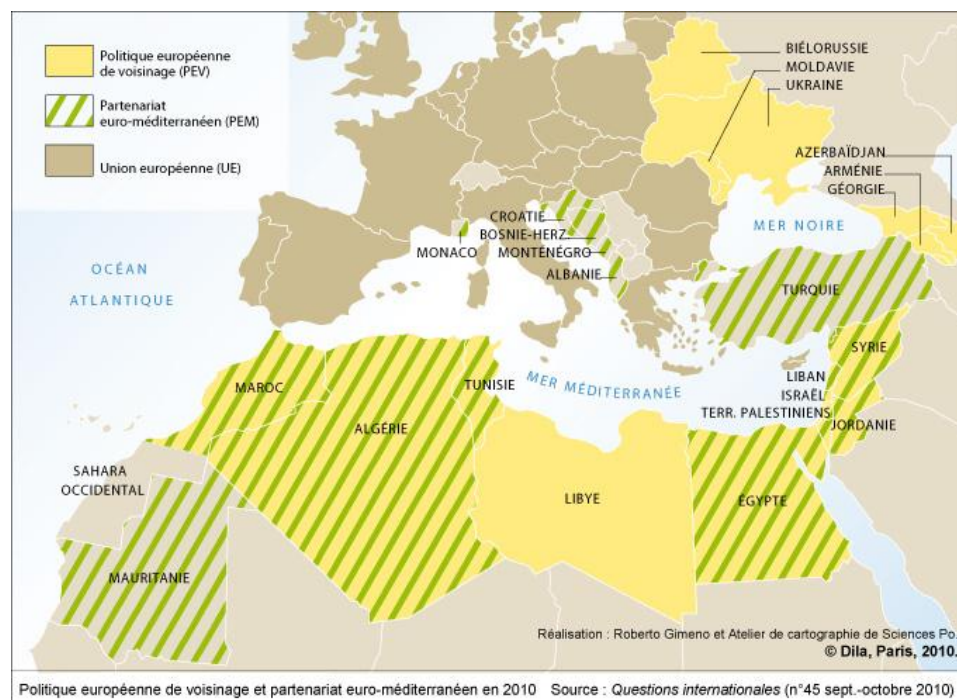 Politique européenne
de voisinage (PEV)
Partenariat
euro-méditerranéen (PEM)
Union européenne (UE)
BIÉLORUSSIE
MOLDAVIE
UKRAINE
AZERBAÏDJAN
ARMÉNIE
GÉORGIE
CROATIE
BOSNIE-HERZ.
MONACO
MONTÉNÉGRO
ALBANIE
MER NOIRE
OCÉAN
ATLANTIQUE
TURQUIE
MER MÉDITERRANÉE
SYRIE
LIBAN
ISRAËL
TERR. PALESTINIENS
JORDANIE
MAROC
TUNISIE
ALGÉRIE
SAHARA
OCCIDENTAL
LIBYE
ÉGYPTE
MAURITANIE
Réalisation : Roberto Gimeno et Atelier de cartographie de Sciences Po.
© Dila, Paris, 2010.
Politique européenne de voisinage et partenariat euro-méditerranéen en 2010 Source : Questions internationales (n°45 sept.-octobre 2010)